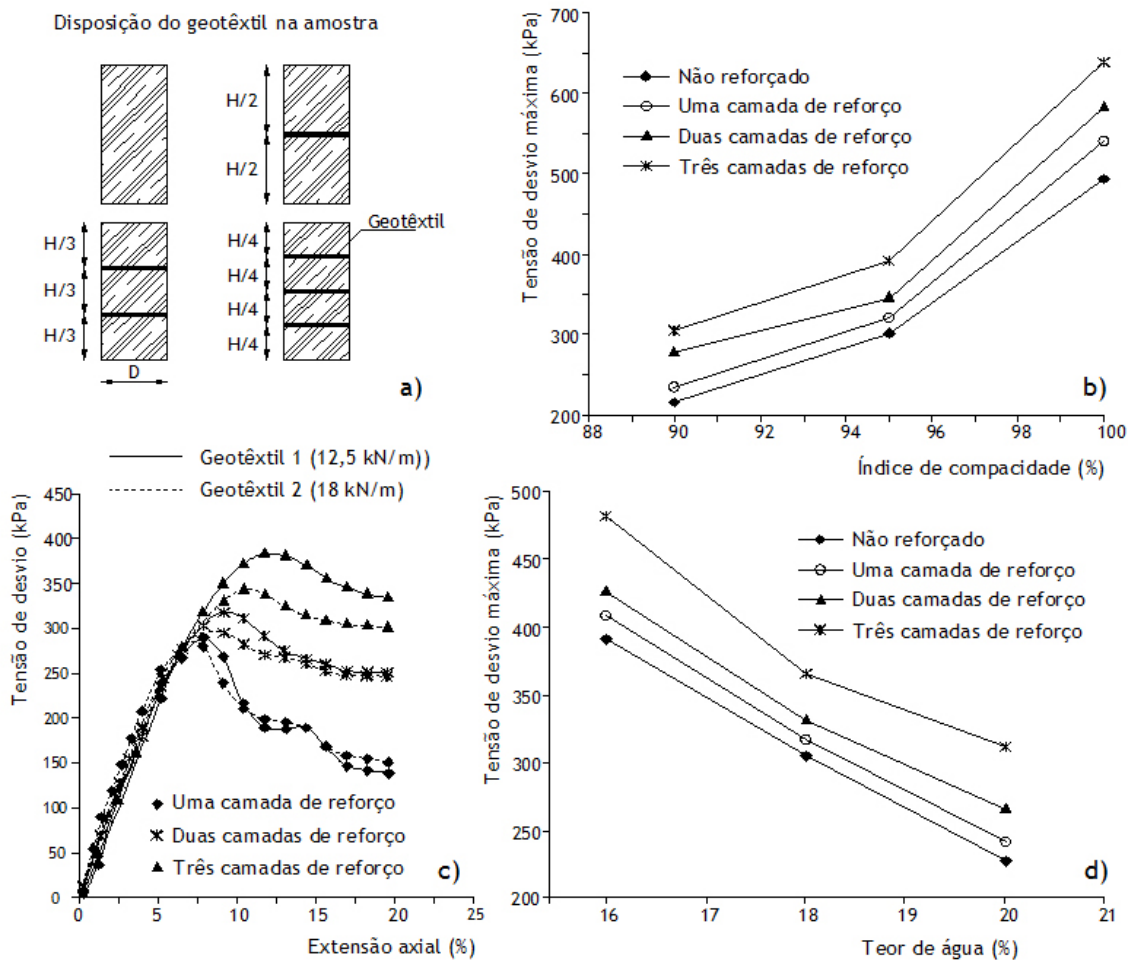 Disposição do geotêxtil na amostra
H/2
H/2
H/3
H/3
H/3
D
H/4
H/4
H/4
H/4
Geotêxtil
a)
Tensão de desvio máxima (kPa)
700
600
500
400
300
200
Não reforçado
Uma camada de reforço
Duas camadas de reforço
Três camadas de reforço
88 90 92 94 96 98 100
Índice de compacidade (%)
b)
Geotêxtil 1 (12,5 kN/m))
Geotêxtil 2 (18 kN/m)
Tensão de desvio (kPa)
450
400
350
300
250
200
150
100
50
0
Uma camada de reforço
Duas camadas de reforço
Três camadas de reforço
0 5 10 15 20 25
Extensão axial (%)
c)
Tensão de desvio máxima (kPa)
500
450
400
350
300
250
200
Não reforçado
Uma camada de reforço
Duas camadas de reforço
Três camadas de reforço
16 17 18 19 20 21
Teor de água (%)
d)